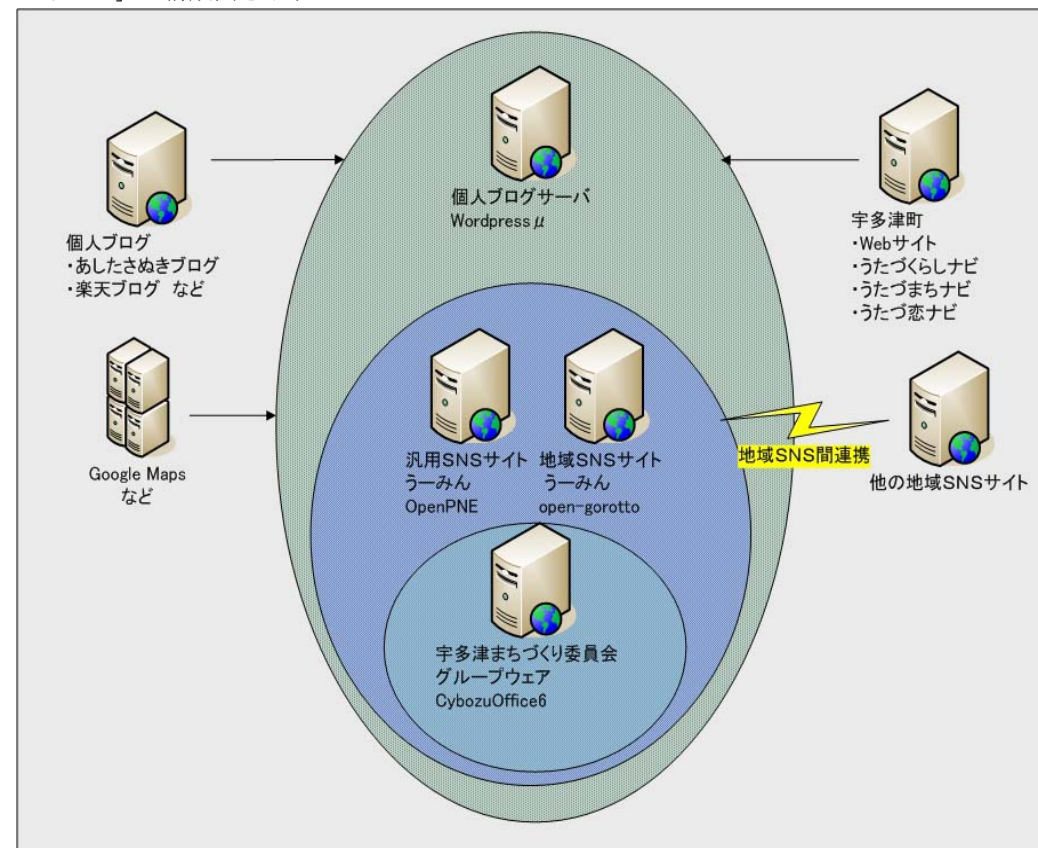 個人ブログサーバ
Wordpressμ
個人ブログ
・あしたさぬきブログ
・楽天ブログ など
宇多津町
・Webサイト
・うたづくらしナビ
・うたづまちナビ
・うたづ恋ナビ
Google Maps
など
汎用SNSサイト
うーみん
OpenPNE
地域SNSサイト
うーみん
open-gorotto
地域SNS間連携
他の地域SNSサイト
宇多津まちづくり委員会
グループウェア
CybozuOffice6